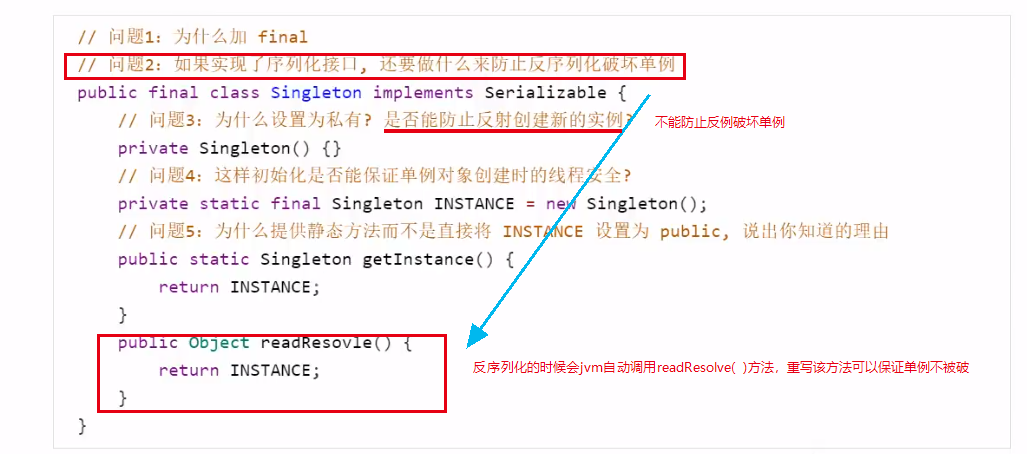 // 问题1: 为什么加 final
// 问题2: 如果实现了序列化接口, 还要做什么来防止反序列化破坏单例
public final class Singleton implements Serializable {
// 问题3: 为什么设置为私有? 是否能防止反射创建新的实例?
不能防止反例破坏单例
private Singleton() {}
// 问题4: 这样初始化是否能保证单例对象创建时的线程安全?
private static final Singleton INSTANCE = new Singleton();
// 问题5: 为什么提供静态方法而不是直接将 INSTANCE 设置为 public, 说出你知道的理由
public static Singleton getInstance() {
return INSTANCE;
}
public Object readResovle() {
return INSTANCE;
反序列化的时候会jvm自动调用readResolve( )方法，重写该方法可以保证单例不被破
}
}